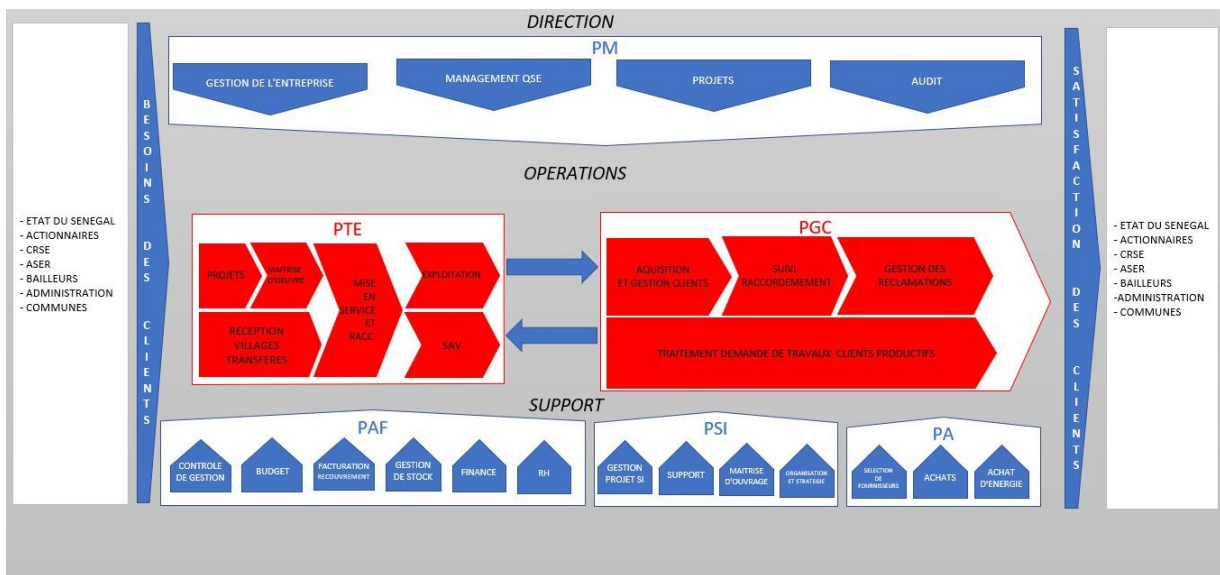 DIRECTION
PM
GESTION DE L'ENTREPRISE
MANAGEMENT QSE
PROJETS
AUDIT
BESOINS DES CLIENTS
- ETAT DU SENEGAL
- ACTIONNAIRES
- CRSE
- ASER
- BAILLEURS
- ADMINISTRATION
- COMMUNES
OPERATIONS
PTE
PROJETS
MAITRISE
D'OEUVRE
MISE
EN
SERVICE
ET
RACC.
EXPLOITATION
RECEPTION
VILLAGES
TRANSFERES
SAV
PGC
AQUISITION
ET GESTION CLIENTS
SUIVI
RACCORDEMEMENT
GESTION DES
RECLAMATIONS
TRAITEMENT DEMANDE DE TRAVAUX CLIENTS PRODUCTIFS
SATISFACTION DES CLIENTS
- ETAT DU SENEGAL
- ACTIONNAIRES
- CRSE
- ASER
- BAILLEURS
-ADMINISTRATION
- COMMUNES
SUPPORT
PAF
CONTROLE
DE GESTION
BUDGET
FACTURATION
RECOUVREMENT
GESTION
DE STOCK
FINANCE
RH
PSI
GESTION
PROJET SI
SUPPORT
MAITRISE
D'OUVRAGE
ORGANISATION
ET STRATEGIE
PA
SELECTION
DE
FOURNISSEURS
ACHATS
ACHAT
D'ENERGIE